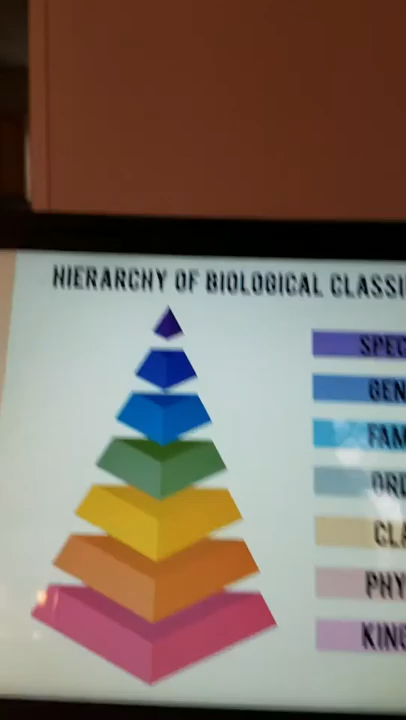 HIERARCHY OF BIOLOGICAL CLASSI
SPEC
GEN
FAM
ORD
CLA
PHY
KING